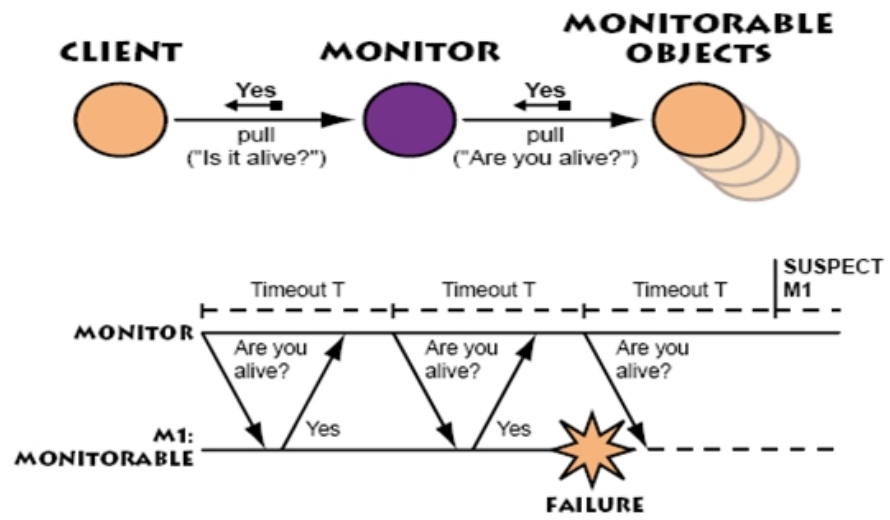 CLIENT
MONITOR
MONITORABLE
OBJECTS
Yes
pull
("Is it alive?")
Yes
pull
("Are you alive?")
SUSPECT
M1
Timeout T
Timeout T
Timeout T
MONITOR
Are you
alive?
Are you
alive?
Are you
alive?
Yes
Yes
M1:
MONITORABLE
FAILURE